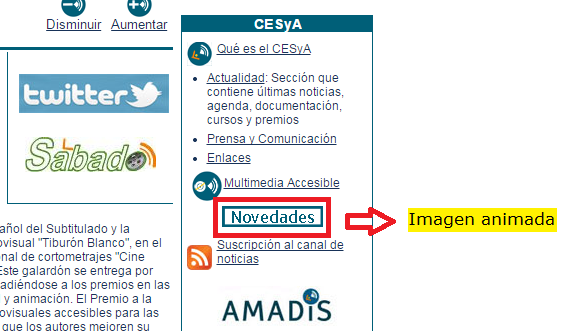 Disminuir Aumentar
twitter
Sábado
añol del Subtitulado y la
ovisual "Tiburón Blanco", en el
onal de cortometrajes "Cine
Este galardón se entrega por
adiéndose a los premios en las
y animación. El Premio a la
ovisuales accesibles para las
que los autores mejoren su
CESyA
Qué es el CESyA
Actualidad: Sección que
contiene últimas noticias,
agenda, documentación,
cursos y premios
Prensa y Comunicación
Enlaces
Multimedia Accesible
Novedades
Imagen animada
Suscripción al canal de
noticias
AMADIS